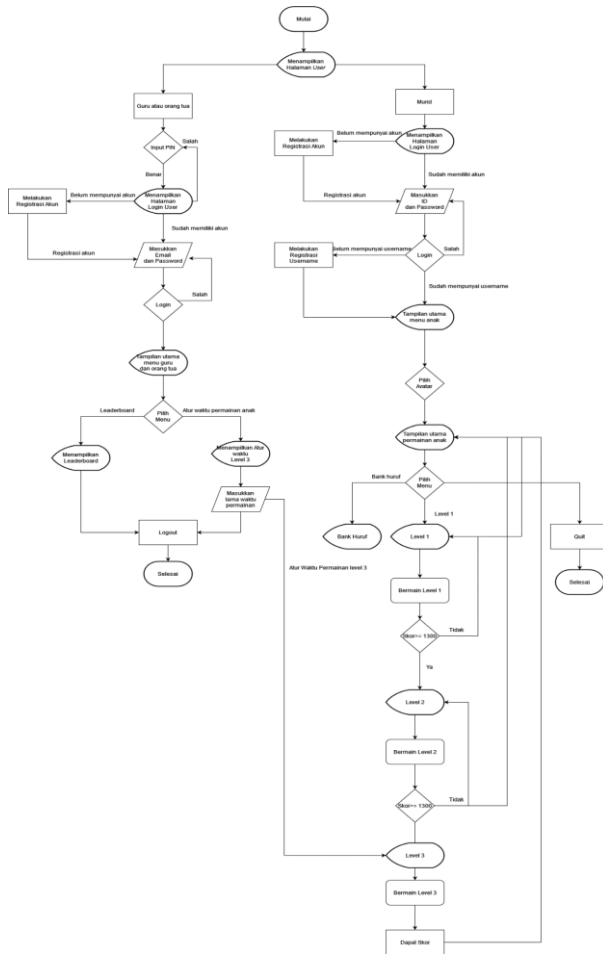 Mulai
Menampilkan
Halaman User
Guru atau orang tua
Murid
Input PIN
Salah
Benar
Belum mempunyai akun
Menampilkan
Halaman
Login User
Melakukan
Registrasi Akun
Sudah memiliki akun
Melakukan
Registrasi Akun
Belum mempunyai akun
Menampilkan
Halaman
Login User
Registrasi akun
Masukkan
ID
dan Password
Sudah memiliki akun
Registrasi akun
Masukkan
Email
dan Password
Melakukan
Registrasi
Username
Belum mempunyai username
Login
Salah
Login
Salah
Sudah mempunyai username
Tampilan utama
menu anak
Tampilan utama
menu guru
dan orang tua
Pilih
Avatar
Leaderboard
Pilih
Menu
Atur waktu permainan anak
Tampilan utama
permainan anak
Menampilkan
Leaderboard
Menampilkan Atur
waktu
Level 3
Bank huruf
Pilih
Menu
Masukkan
lama waktu
permainan
Level 1
Logout
Bank Huruf
Level 1
Quit
Selesai
Atur Waktu Permainan level 3
Selesai
Bermain Level 1
Skor>= 1300
Tidak
Ya
Level 2
Bermain Level 2
Skor>= 1300
Tidak
Level 3
Bermain Level 3
Dapat Skor